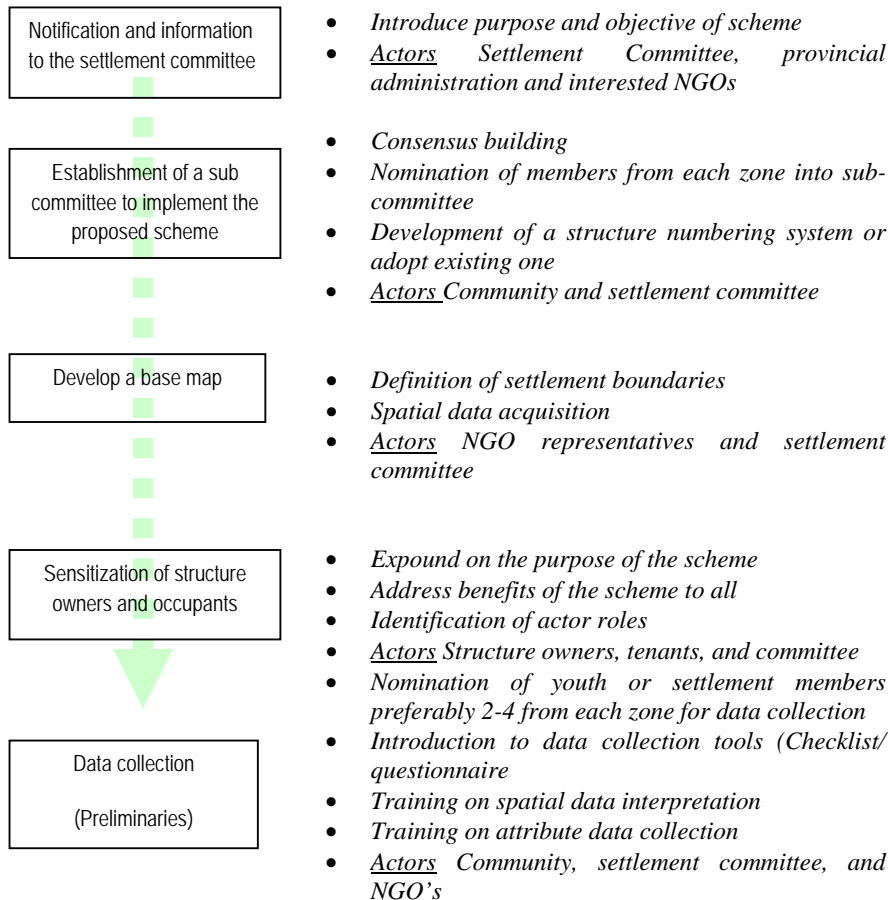 Notification and information
to the settlement committee
• Introduce purpose and objective of scheme
• Actors Settlement Committee, provincial
administration and interested NGOs
Establishment of a sub
committee to implement the
proposed scheme
• Consensus building
• Nomination of members from each zone into sub-
committee
• Development of a structure numbering system or
adopt existing one
• Actors Community and settlement committee
Develop a base map
• Definition of settlement boundaries
• Spatial data acquisition
• Actors NGO representatives and settlement
committee
Sensitization of structure
owners and occupants
• Expound on the purpose of the scheme
• Address benefits of the scheme to all
• Identification of actor roles
• Actors Structure owners, tenants, and committee
Data collection
(Preliminaries)
• Nomination of youth or settlement members
preferably 2-4 from each zone for data collection
• Introduction to data collection tools (Checklist/
questionnaire
• Training on spatial data interpretation
• Training on attribute data collection
• Actors Community, settlement committee, and
NGO's